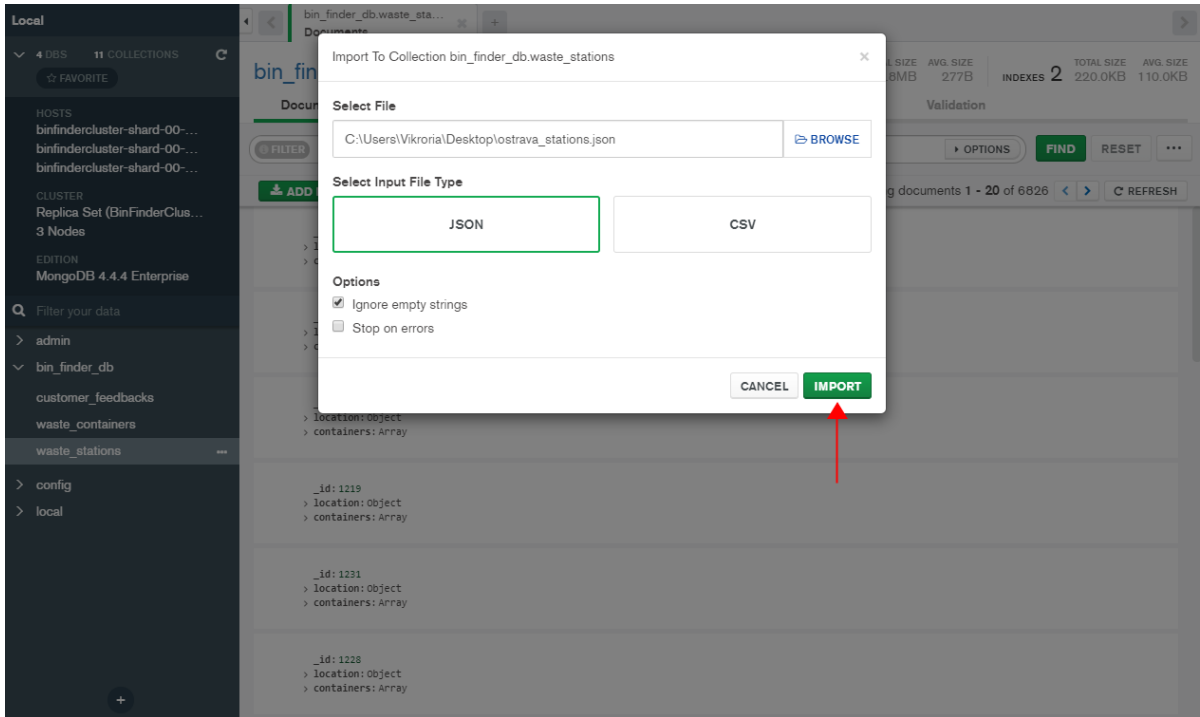 Local
4 DBS 11 COLLECTIONS
FAVORITE
HOSTS
binfindercluster-shard-00-...
binfindercluster-shard-00-...
binfindercluster-shard-00-...
CLUSTER
Replica Set (BinFinderClus...
3 Nodes
EDITION
MongoDB 4.4.4 Enterprise
Filter your data
admin
bin_finder_db
customer_feedbacks
waste_containers
waste_stations
config
local
+
bin_finder_db.waste_sta...
Documents
bin_fin
L SIZE AVG. SIZE
.8MB 277B
INDEXES 2
TOTAL SIZE AVG. SIZE
220.0KB 110.0KB
Docum
Validation
FILTER
OPTIONS
FIND
RESET
...
ADD
g documents 1 - 20 of 6826
REFRESH
Import To Collection bin_finder_db.waste_stations
Select File
C:\Users\Vikroria\Desktop\ostrava_stations.json
BROWSE
Select Input File Type
JSON
CSV
Options
Ignore empty strings
Stop on errors
CANCEL
IMPORT
location: Object
containers: Array
_id: 1219
location: Object
containers: Array
_id: 1231
location: Object
containers: Array
_id: 1228
location: Object
containers: Array